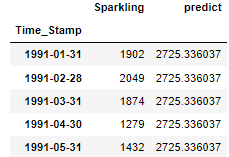 Sparkling predict
Time_Stamp
1991-01-31 1902 2725.336037
1991-02-28 2049 2725.336037
1991-03-31 1874 2725.336037
1991-04-30 1279 2725.336037
1991-05-31 1432 2725.336037